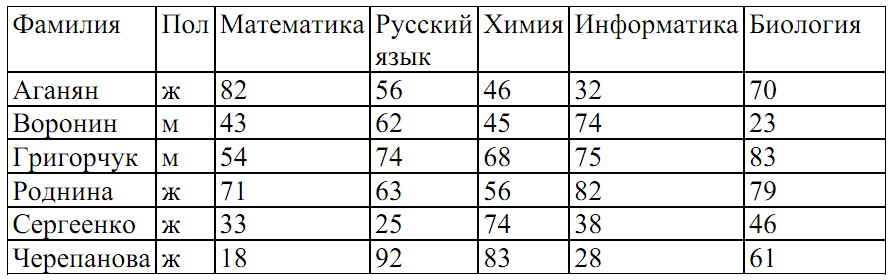 Фамилия Пол Математика Русский язык Химия Информатика Биология
Аганян ж 82 56 46 32 70
Воронин м 43 62 45 74 23
Григорчук м 54 74 68 75 83
Роднина ж 71 63 56 82 79
Сергеенко ж 33 25 74 38 46
Черепанова ж 18 92 83 28 61